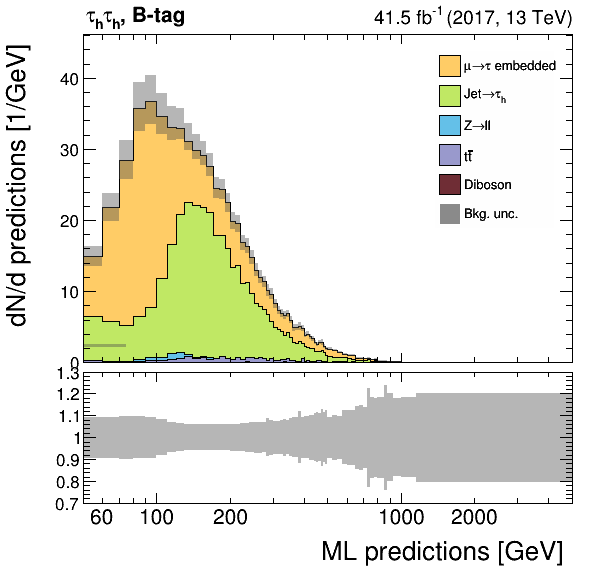 τₕτₕ, B-tag
41.5 fb⁻¹ (2017, 13 TeV)
dN/d predictions [1/GeV]
40
30
20
10
0
μ→τ embedded
Jet→τₕ
Z→ll
tt̅
Diboson
Bkg. unc.
1.3
1.2
1.1
1
0.9
0.8
0.7
60 100 200 1000 2000
ML predictions [GeV]